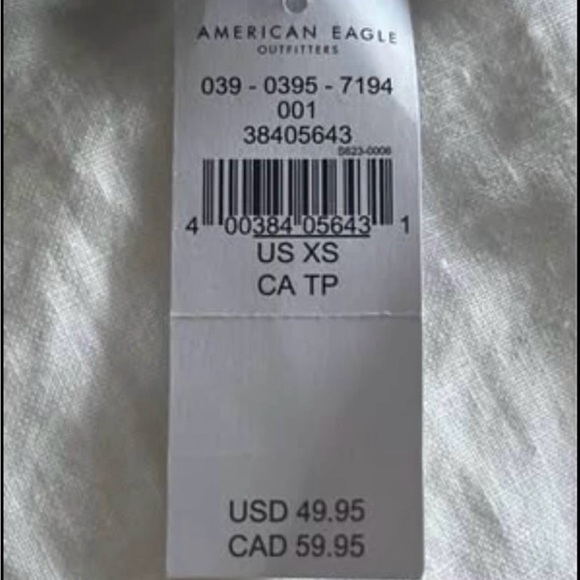 AMERICAN EAGLE
OUTFITTERS
039 - 0395 - 7194
001
38405643
S623-0006
4 00384 05643 1
US XS
CA TP
USD 49.95
CAD 59.95